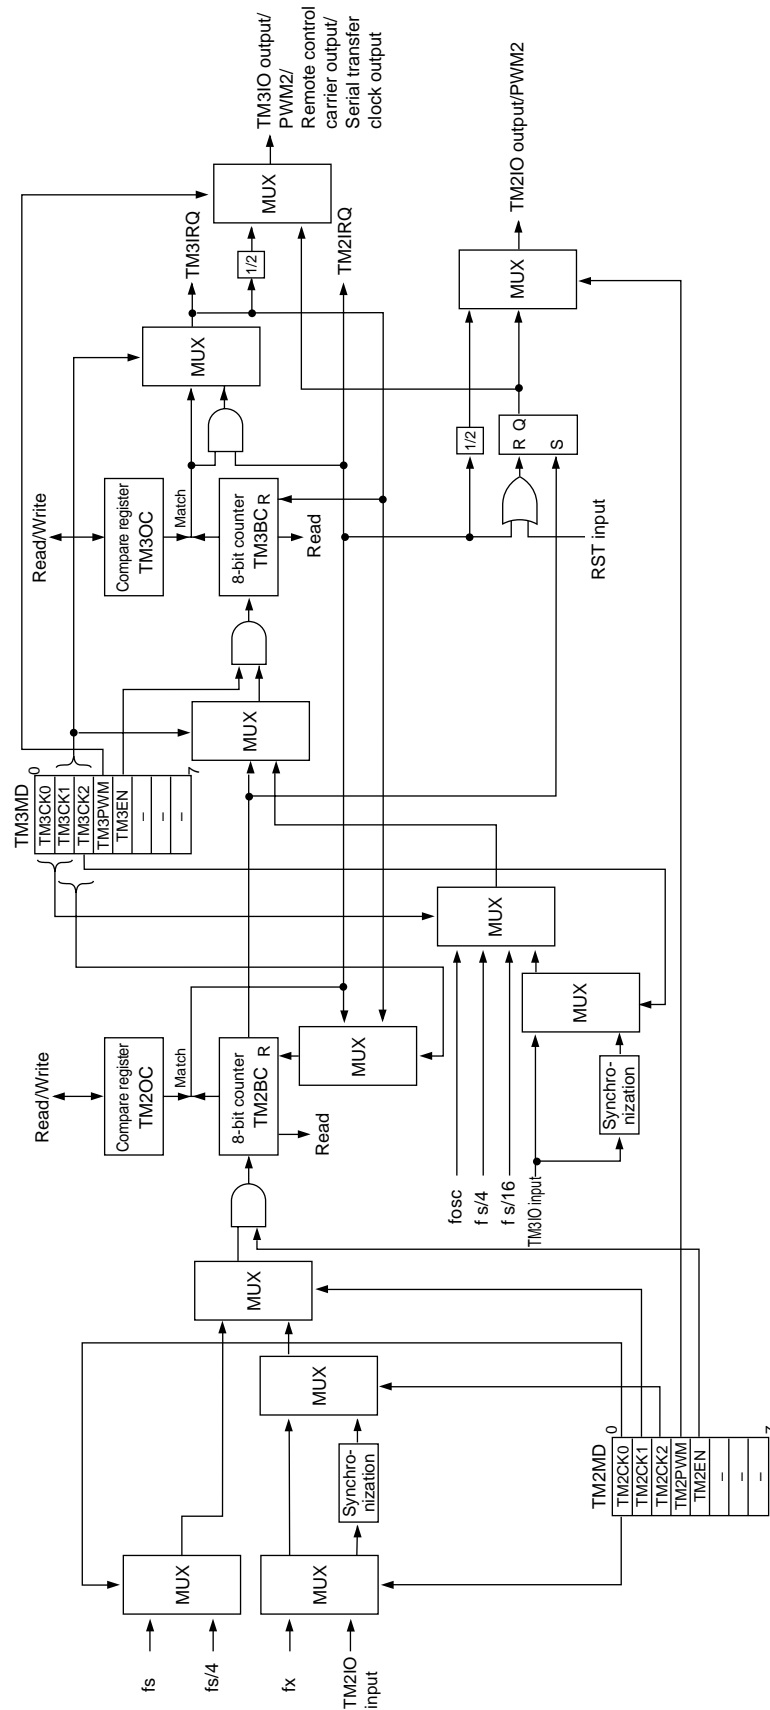 fs
fs/4
fx
TM2IO
input
MUX
MUX
Synchro-
nization
MUX
MUX
TM2MD
0
TM2CK0
TM2CK1
TM2CK2
TM2PWM
TM2EN
–
–
–
7
Read/Write
Compare register
TM2OC
Match
8-bit counter
TM2BC
R
Read
MUX
fosc
f s/4
f s/16
TM3IO input
Synchro-
nization
MUX
MUX
TM3MD
0
TM3CK0
TM3CK1
TM3CK2
TM3PWM
TM3EN
–
–
–
7
MUX
Read/Write
Compare register
TM3OC
Match
8-bit counter
TM3BC
R
Read
RST input
MUX
TM3IRQ
1/2
MUX
TM3IO output/
PWM2/
Remote control
carrier output/
Serial transfer
clock output
TM2IRQ
1/2
R Q
S
MUX
TM2IO output/PWM2